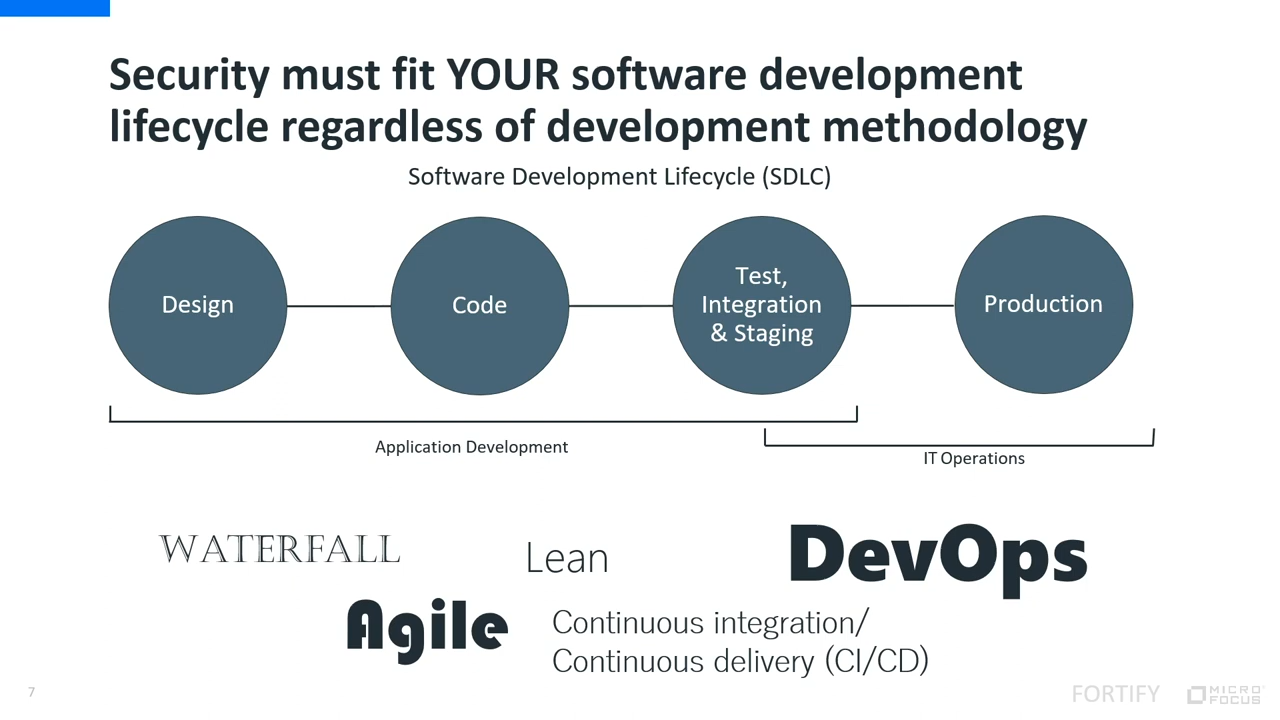 Security must fit YOUR software development
lifecycle regardless of development methodology
Software Development Lifecycle (SDLC)
Design
Code
Test,
Integration
& Staging
Production
Application Development
IT Operations
WATERFALL
Lean
DevOps
Agile
Continuous integration/
Continuous delivery (CI/CD)
7
FORTIFY
MICRO
FOCUS